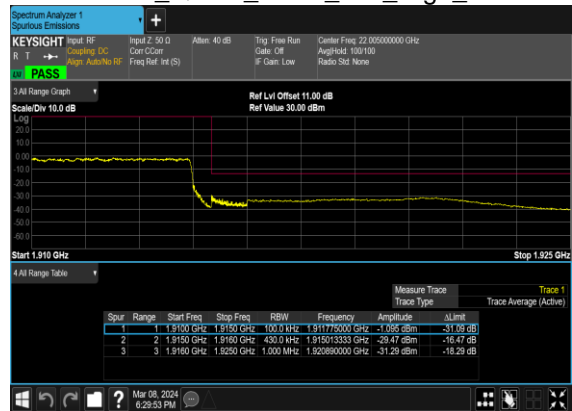 Spectrum Analyzer 1
Spurious Emissions
+
KEYSIGHT Input: RF Input Z: 50 Ω Atten: 40 dB Trig: Free Run Center Freq: 22.005000000 GHz
R T Coupling: DC Corr CCorr Gate: Off Avg|Hold: 100/100
Align: Auto/No RF Freq Ref: Int (S) IF Gain: Low Radio Std: None
LW PASS
3 All Range Graph
Ref Lvl Offset 11.00 dB
Scale/Div 10.0 dB Ref Value 30.00 dBm
Log
20.0
10.0
0.00
-10.0
-20.0
-30.0
-40.0
-50.0
-60.0
Start 1.910 GHz Stop 1.925 GHz
4 All Range Table
Measure Trace Trace 1
Trace Type Trace Average (Active)
Spur Range Start Freq Stop Freq RBW Frequency Amplitude ΔLimit
1 1 1.9100 GHz 1.9150 GHz 100.0 kHz 1.911775000 GHz -1.095 dBm -31.09 dB
2 2 1.9150 GHz 1.9160 GHz 430.0 kHz 1.915013333 GHz -29.47 dBm -16.47 dB
3 3 1.9160 GHz 1.9250 GHz 1.000 MHz 1.920890000 GHz -31.29 dBm -18.29 dB
? Mar 08, 2024
6:29:53 PM